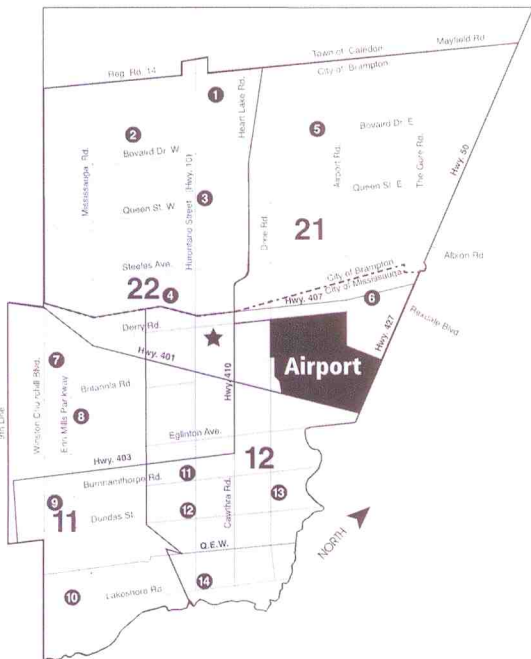 Mayfield Rd.
Town of Caledon
City of Brampton
Reg. Rd. 14
1
Heart Lake Rd.
2
5
Bovaird Dr. E.
Bovaird Dr. W.
Mississauga Rd.
Hurontario Street (Hwy. 10)
Airport Rd.
The Gore Rd.
Hwy. 50
3
Queen St. E.
Queen St. W.
Dixie Rd.
21
Albion Rd.
Steeles Ave.
City of Brampton
City of Mississauga
22
4
Hwy. 407
6
Derry Rd.
Hwy. 427
Rexdale Blvd.
7
Hwy. 401
Airport
Hwy. 410
Britannia Rd.
Winston Churchill Blvd.
Erin Mills Parkway
8
9th Line
Eglinton Ave.
12
Hwy. 403
11
Burnhamthorpe Rd.
13
9
Cawthra Rd.
12
11
Dundas St.
NORTH
Q.E.W.
14
10
Lakeshore Rd.